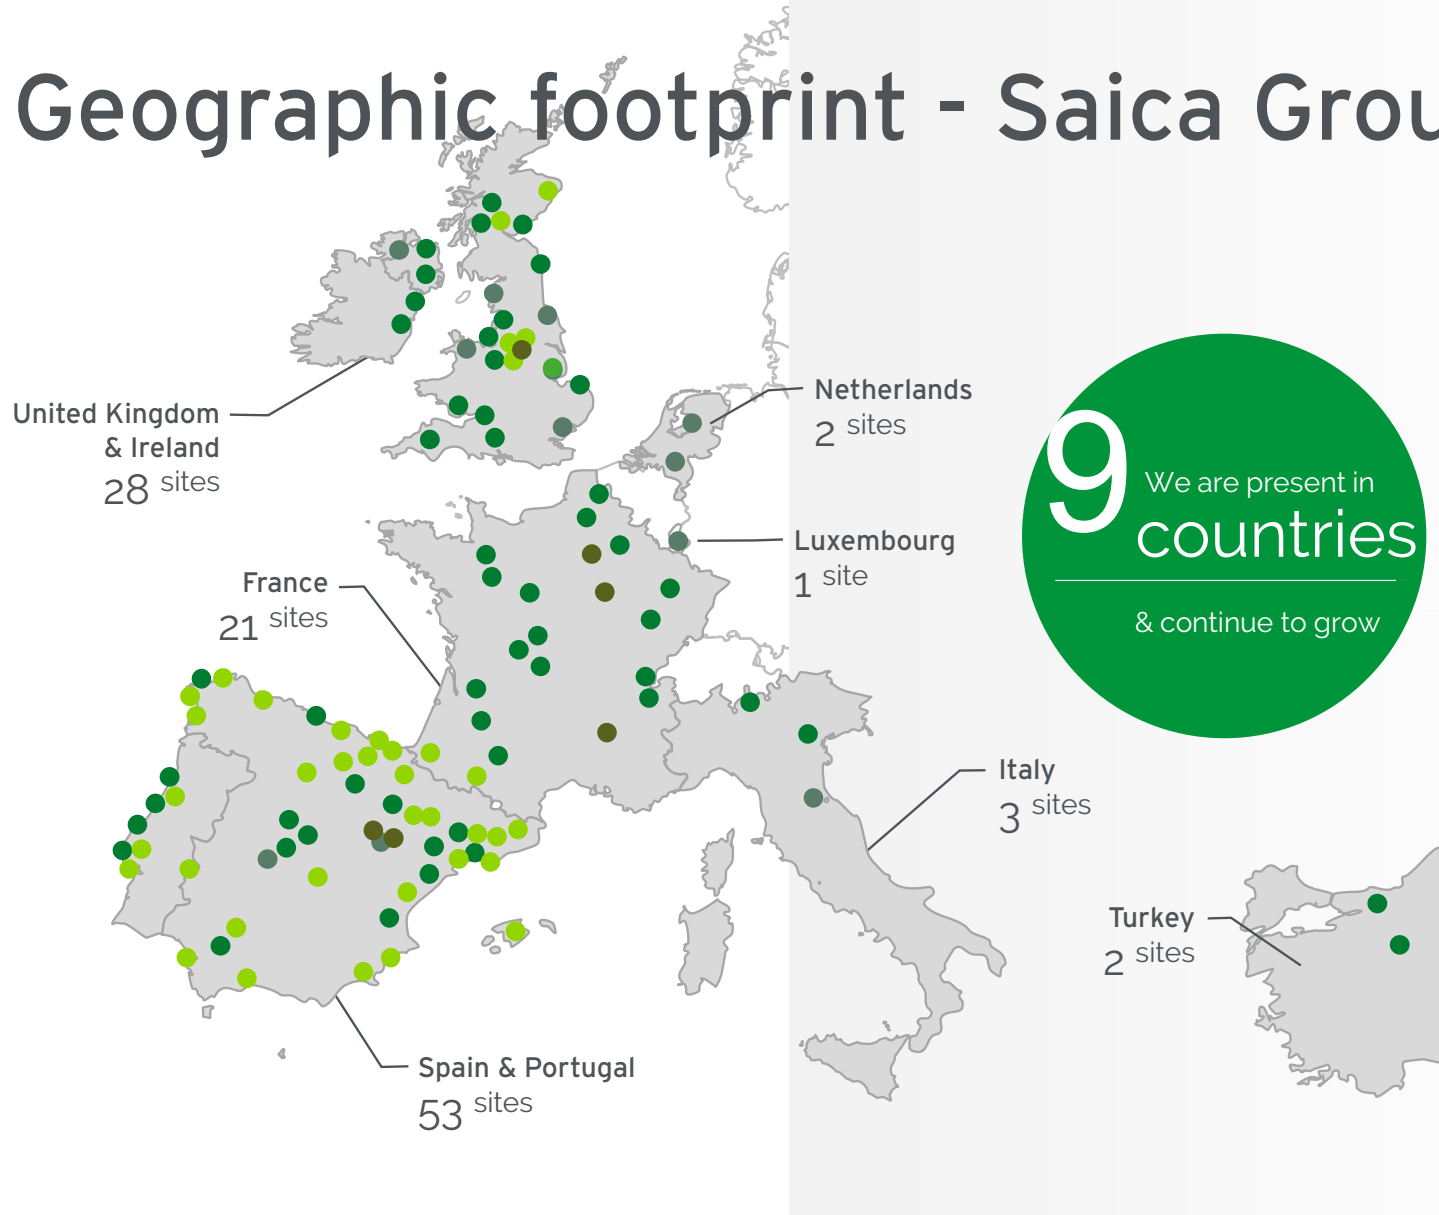 Geographic footprint - Saica Grou
United Kingdom
& Ireland
28 sites
Netherlands
2 sites
Luxembourg
1 site
France
21 sites
9 We are present in
countries
& continue to grow
Italy
3 sites
Turkey
2 sites
Spain & Portugal
53 sites